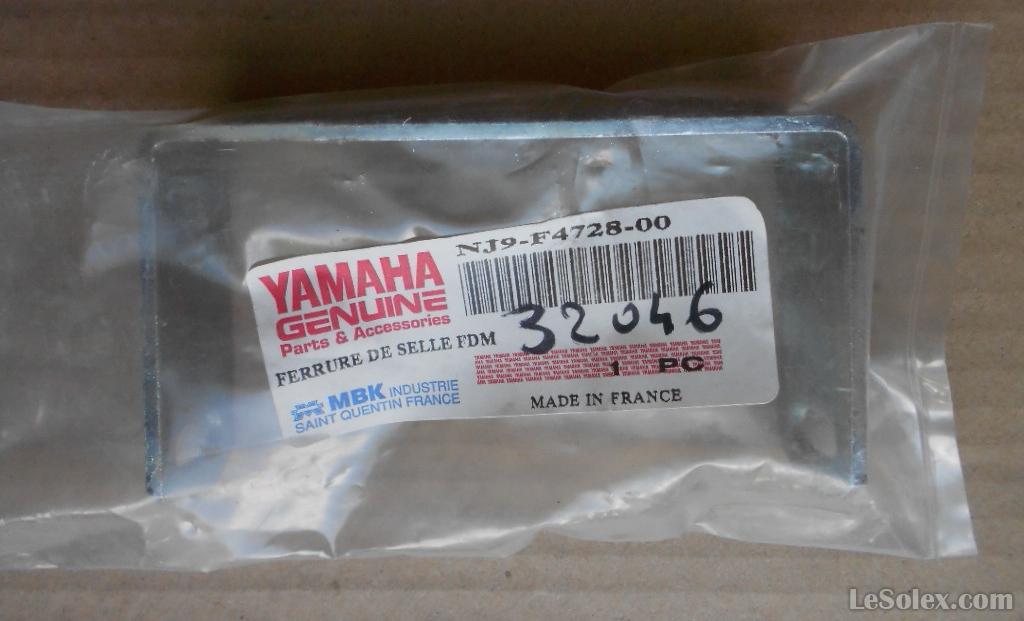 NJ9-F4728-00
YAMAHA
GENUINE
Parts & Accessories
FERRURE DE SELLE FDM
32046
1 PC
MBK INDUSTRIE
SAINT QUENTIN FRANCE
MADE IN FRANCE
LeSolex.com